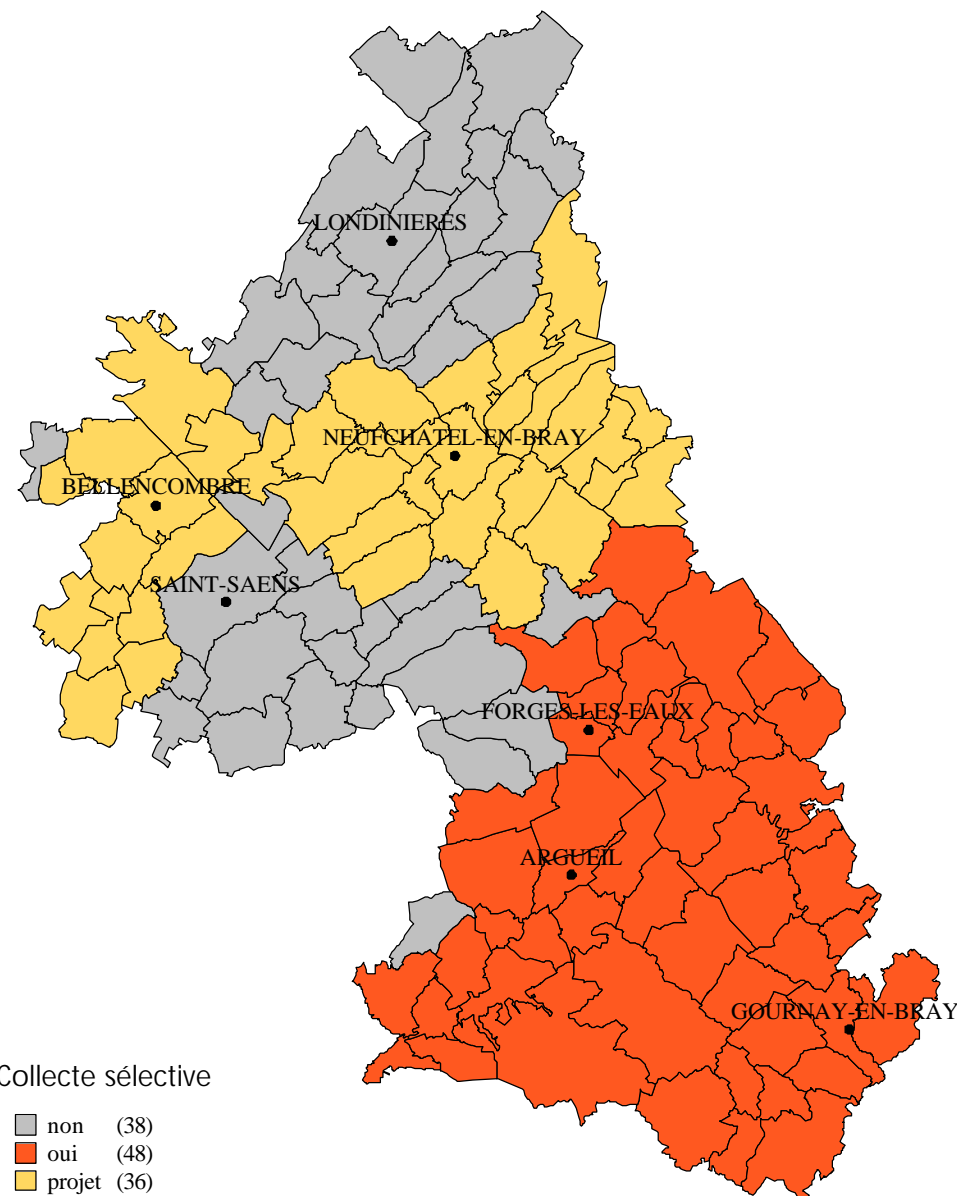 LONDINIERES
NEUFCHATEL-EN-BRAY
BELLENCOMBRE
SAINT-SAENS
FORGES-LES-EAUX
ARGUEIL
GOURNAY-EN-BRAY
Collecte sélective
non (38)
oui (48)
projet (36)